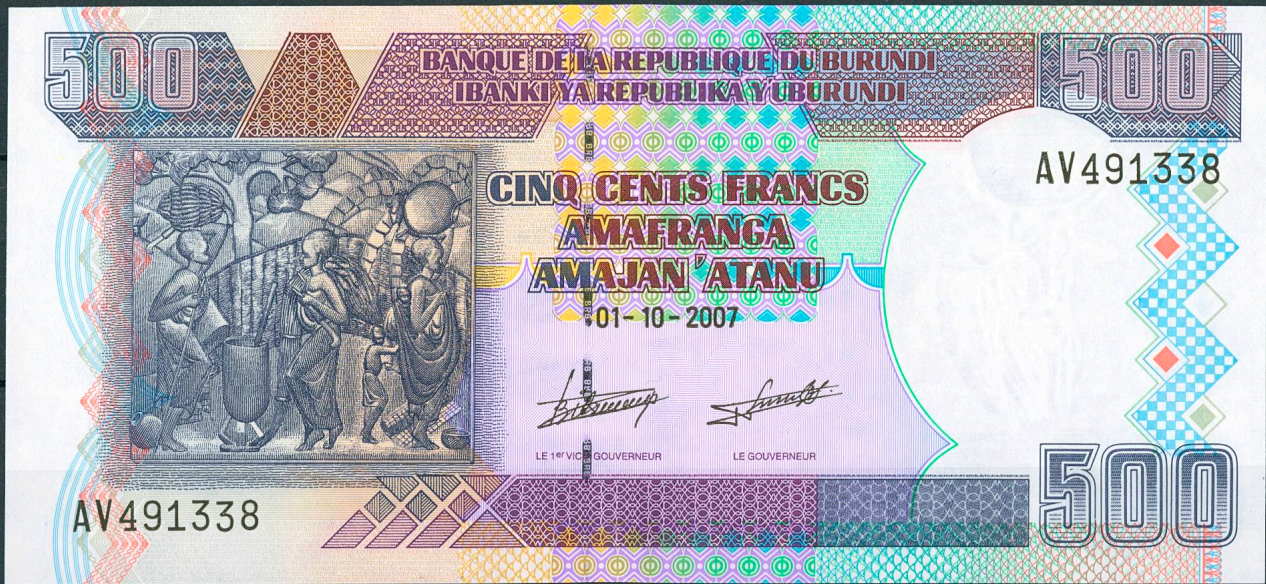 500
500
BANQUE DE LA REPUBLIQUE DU BURUNDI
IBANKI YA REPUBLIKA Y'UBURUNDI
AV491338
CINQ CENTS FRANCS
AMAFRANGA
AMAJAN'ATANU
01-10-2007
LE 1er VICE GOUVERNEUR
LE GOUVERNEUR
AV491338
500